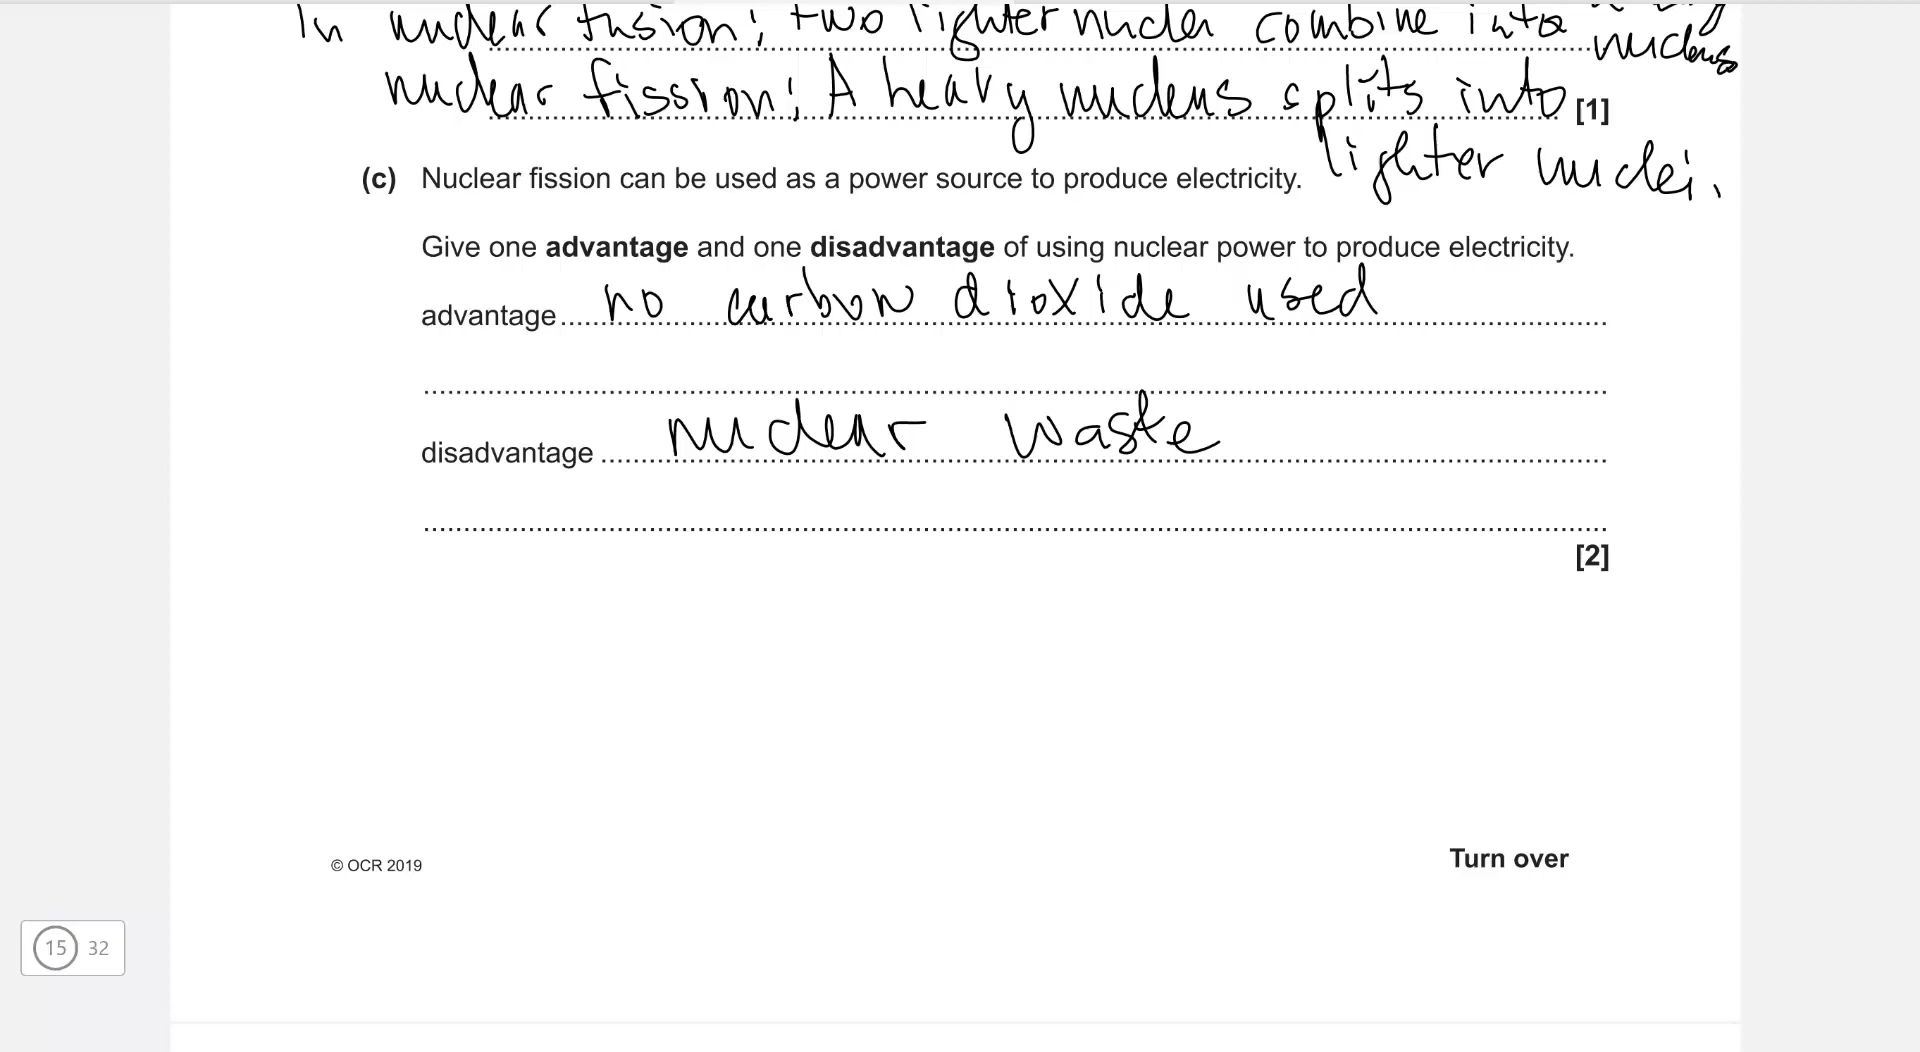 In nuclear fusion: two lighter nuclei combine into
nucleus
nuclear fission: A heavy nucleus splits into [1]
lighter nuclei.
(c) Nuclear fission can be used as a power source to produce electricity.
Give one advantage and one disadvantage of using nuclear power to produce electricity.
advantage no carbon dioxide used
disadvantage nuclear waste
[2]
© OCR 2019
Turn over
15 32